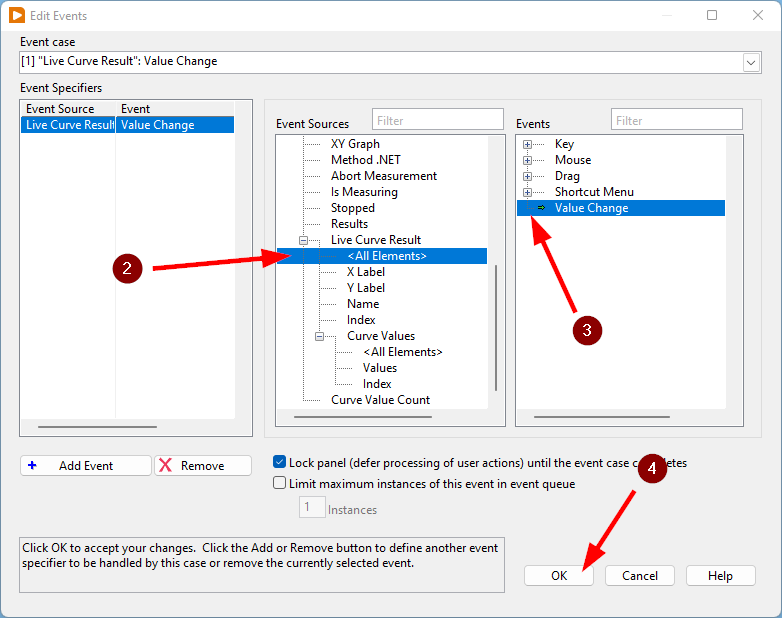 Edit Events
Event case
[1] "Live Curve Result": Value Change
Event Specifiers
Event Source Event
Live Curve Result Value Change
Event Sources
Filter
XY Graph
Method .NET
Abort Measurement
Is Measuring
Stopped
Results
Live Curve Result
<All Elements>
X Label
Y Label
Name
Index
Curve Values
<All Elements>
Values
Index
Curve Value Count
2
Events
Filter
Key
Mouse
Drag
Shortcut Menu
Value Change
3
Add Event
Remove
Lock panel (defer processing of user actions) until the event case completes
4
Limit maximum instances of this event in event queue
1 Instances
Click OK to accept your changes. Click the Add or Remove button to define another event
specifier to be handled by this case or remove the currently selected event.
OK
Cancel
Help